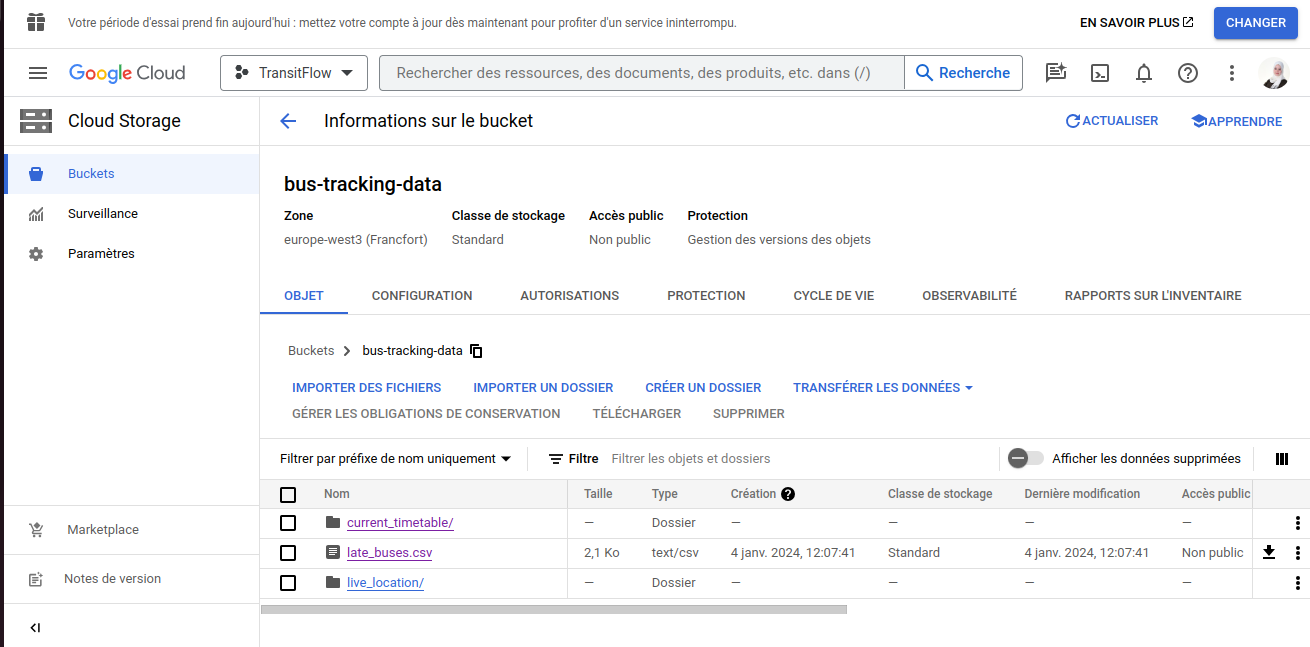 Votre période d'essai prend fin aujourd'hui : mettez votre compte à jour dès maintenant pour profiter d'un service ininterrompu.
EN SAVOIR PLUS
CHANGER
Google Cloud
TransitFlow
Rechercher des ressources, des documents, des produits, etc. dans (/)
Recherche
Cloud Storage
Informations sur le bucket
ACTUALISER
APPRENDRE
Buckets
Surveillance
Paramètres
Marketplace
Notes de version
bus-tracking-data
Zone Classe de stockage Accès public Protection
europe-west3 (Francfort) Standard Non public Gestion des versions des objets
OBJET CONFIGURATION AUTORISATIONS PROTECTION CYCLE DE VIE OBSERVABILITÉ RAPPORTS SUR L'INVENTAIRE
Buckets > bus-tracking-data
IMPORTER DES FICHIERS IMPORTER UN DOSSIER CRÉER UN DOSSIER TRANSFÉRER LES DONNÉES
GÉRER LES OBLIGATIONS DE CONSERVATION TÉLÉCHARGER SUPPRIMER
Filtrer par préfixe de nom uniquement Filtre Filtrer les objets et dossiers Afficher les données supprimées
Nom Taille Type Création Classe de stockage Dernière modification Accès public
current_timetable/ — Dossier — — — —
late_buses.csv 2,1 Ko text/csv 4 janv. 2024, 12:07:41 Standard 4 janv. 2024, 12:07:41 Non public
live_location/ — Dossier — — — —